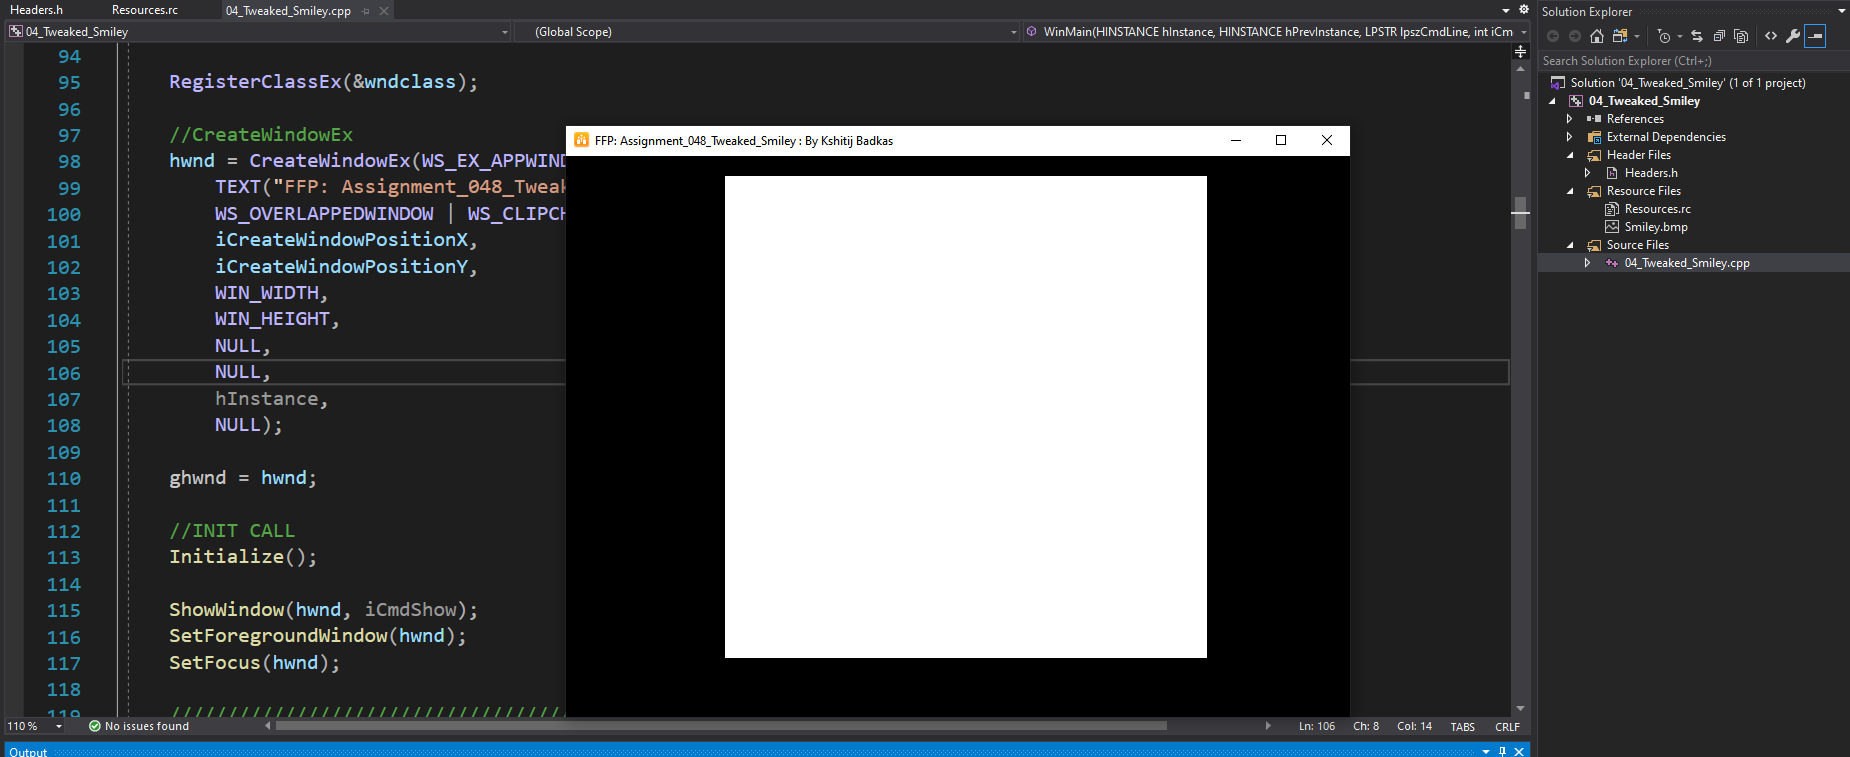 Headers.h
Resources.rc
04_Tweaked_Smiley.cpp
04_Tweaked_Smiley
(Global Scope)
WinMain(HINSTANCE hInstance, HINSTANCE hPrevInstance, LPSTR lpszCmdLine, int iCm
94
95 RegisterClassEx(&wndclass);
96
97 //CreateWindowEx
98 hwnd = CreateWindowEx(WS_EX_APPWIND
99 TEXT("FFP: Assignment_048_Tweak
100 WS_OVERLAPPEDWINDOW | WS_CLIPCH
101 iCreateWindowPositionX,
102 iCreateWindowPositionY,
103 WIN_WIDTH,
104 WIN_HEIGHT,
105 NULL,
106 NULL,
107 hInstance,
108 NULL);
109
110 ghwnd = hwnd;
111
112 //INIT CALL
113 Initialize();
114
115 ShowWindow(hwnd, iCmdShow);
116 SetForegroundWindow(hwnd);
117 SetFocus(hwnd);
118
119 //////////////////////////////////
FFP: Assignment_048_Tweaked_Smiley : By Kshitij Badkas
110 %
No issues found
Ln: 106 Ch: 8 Col: 14 TABS CRLF
Output
Solution Explorer
Search Solution Explorer (Ctrl+;)
Solution '04_Tweaked_Smiley' (1 of 1 project)
04_Tweaked_Smiley
References
External Dependencies
Header Files
Headers.h
Resource Files
Resources.rc
Smiley.bmp
Source Files
04_Tweaked_Smiley.cpp